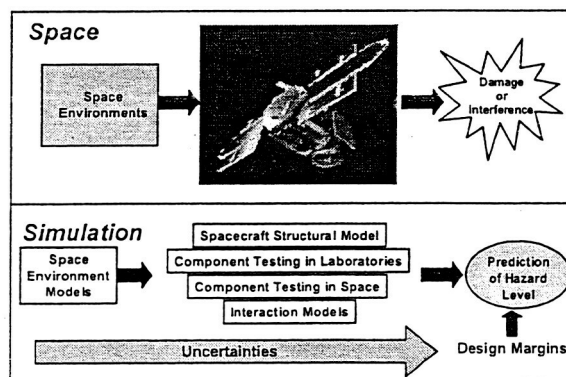 Space
Space
Environments
Damage
or
Interference
Simulation
Space
Environment
Models
Spacecraft Structural Model
Component Testing in Laboratories
Component Testing in Space
Interaction Models
Prediction
of Hazard
Level
Uncertainties
Design Margins